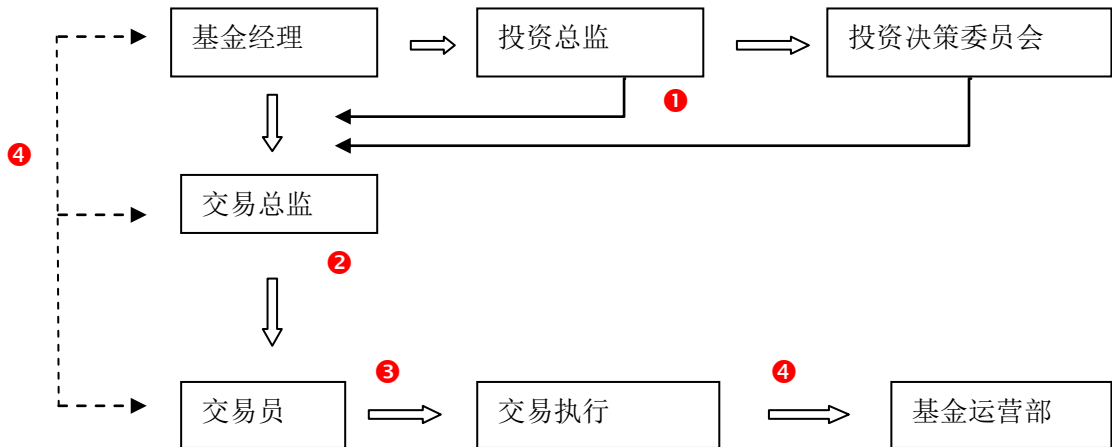 基金经理
投资总监
投资决策委员会
❶
❹
交易总监
❷
❸
❹
交易员
交易执行
基金运营部